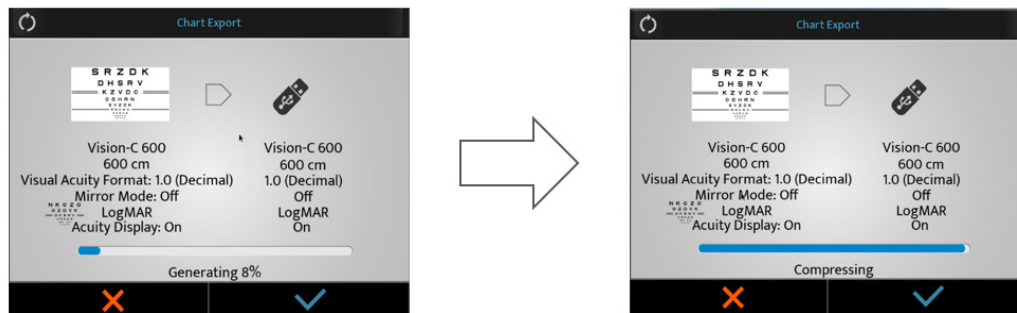 Chart Export
S R Z D K
D H S R V
K Z V D C
C S H R N
Vision-C 600
600 cm
Visual Acuity Format: 1.0 (Decimal)
Mirror Mode: Off
LogMAR
Acuity Display: On
Vision-C 600
600 cm
1.0 (Decimal)
Off
LogMAR
On
N K G Z D
Generating 8%
Chart Export
S R Z D K
D H S R V
K Z V D C
C S H R N
Vision-C 600
600 cm
Visual Acuity Format: 1.0 (Decimal)
Mirror Mode: Off
LogMAR
Acuity Display: On
Vision-C 600
600 cm
1.0 (Decimal)
Off
LogMAR
On
Compressing